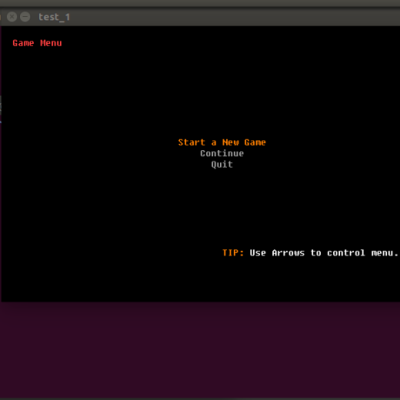 test_1
Game Menu
Start a New Game
Continue
Quit
TIP: Use Arrows to control menu.